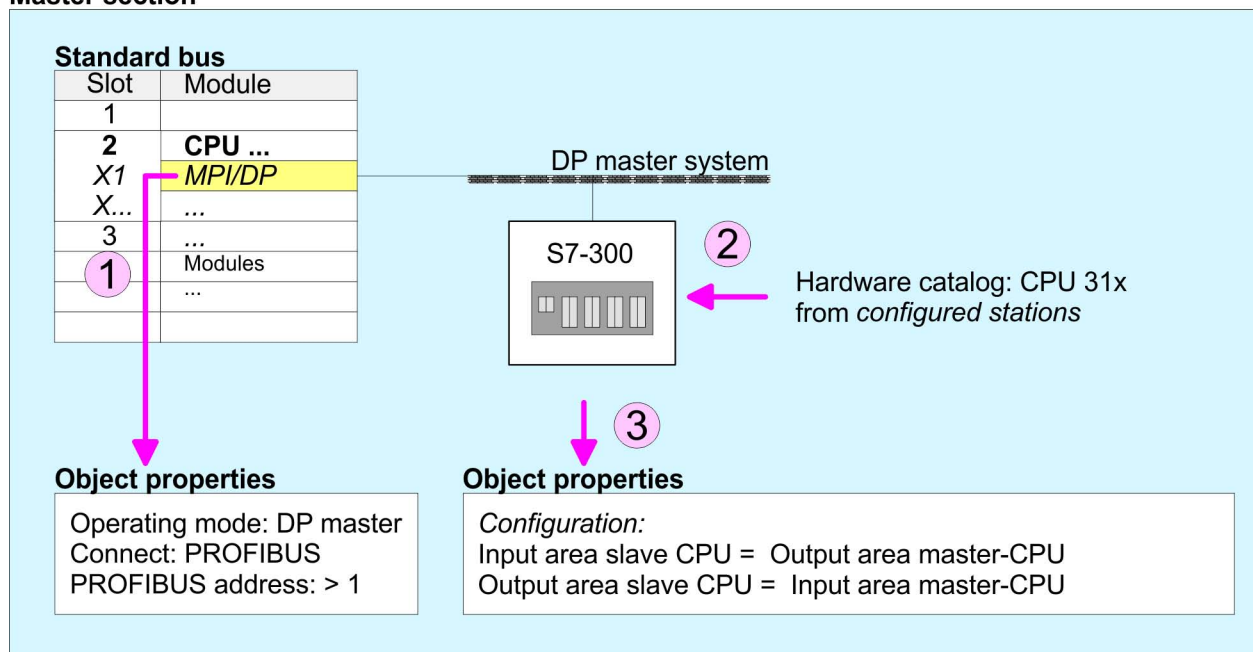 Master section
Standard bus
Slot Module
1
2 CPU ...
X1 MPI/DP
X... ...
3 ...
Modules
...
1
DP master system
S7-300
2
Hardware catalog: CPU 31x
from configured stations
3
Object properties
Operating mode: DP master
Connect: PROFIBUS
PROFIBUS address: > 1
Object properties
Configuration:
Input area slave CPU = Output area master-CPU
Output area slave CPU = Input area master-CPU